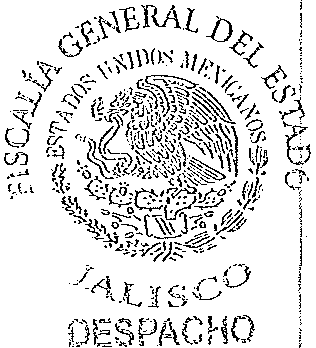 FISCALÍA GENERAL DEL ESTADO
ESTADOS UNIDOS MEXICANOS
JALISCO
DESPACHO